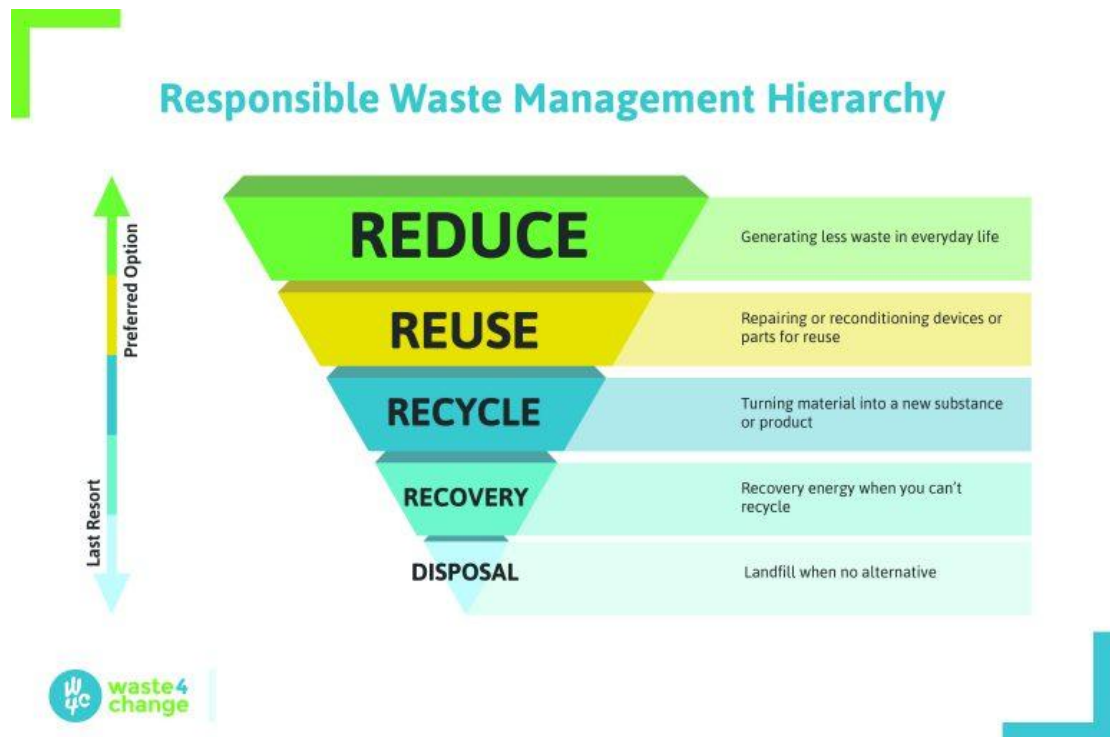 Responsible Waste Management Hierarchy
Preferred Option
Last Resort
REDUCE
Generating less waste in everyday life
REUSE
Repairing or reconditioning devices or
parts for reuse
RECYCLE
Turning material into a new substance
or product
RECOVERY
Recovery energy when you can't
recycle
DISPOSAL
Landfill when no alternative
W4C
waste4
change